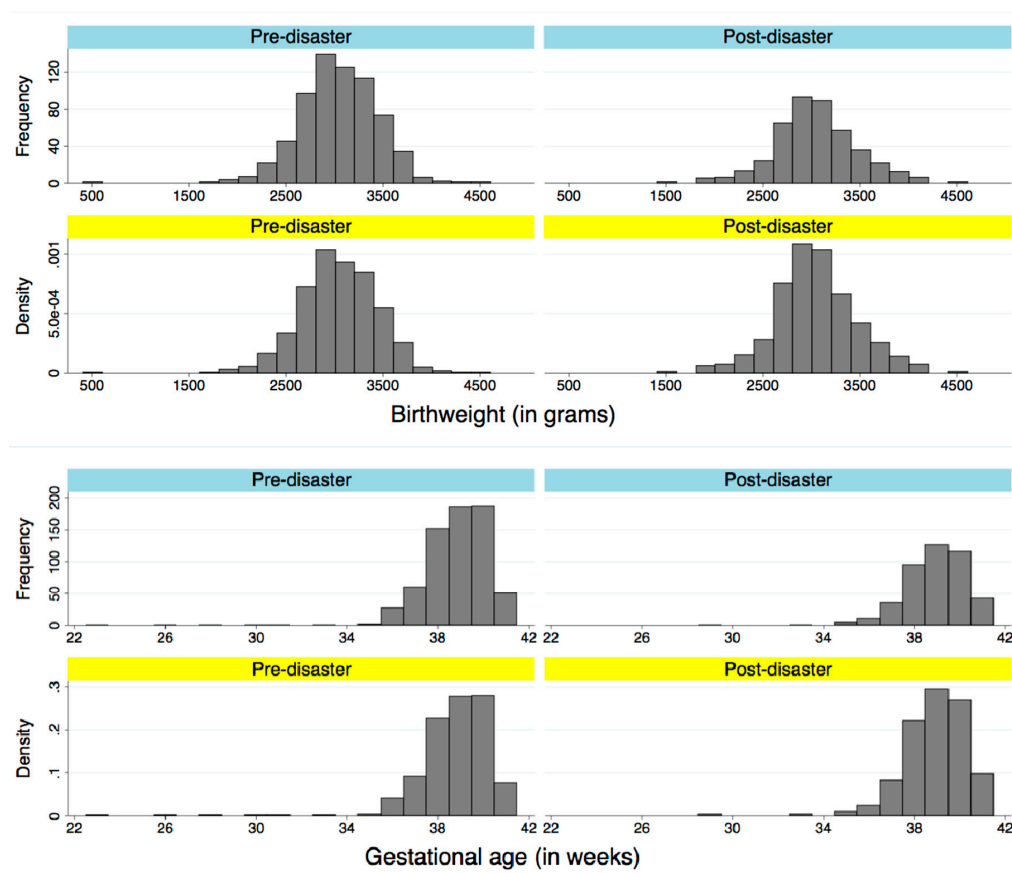 Pre-disaster Post-disaster
Frequency
120
80
40
0
500 1500 2500 3500 4500 500 1500 2500 3500 4500
Pre-disaster Post-disaster
Density
.001
5.0e-04
0
500 1500 2500 3500 4500 500 1500 2500 3500 4500
Birthweight (in grams)
Pre-disaster Post-disaster
Frequency
200
150
100
50
0
22 26 30 34 38 42 22 26 30 34 38 42
Pre-disaster Post-disaster
Density
.3
.2
.1
0
22 26 30 34 38 42 22 26 30 34 38 42
Gestational age (in weeks)